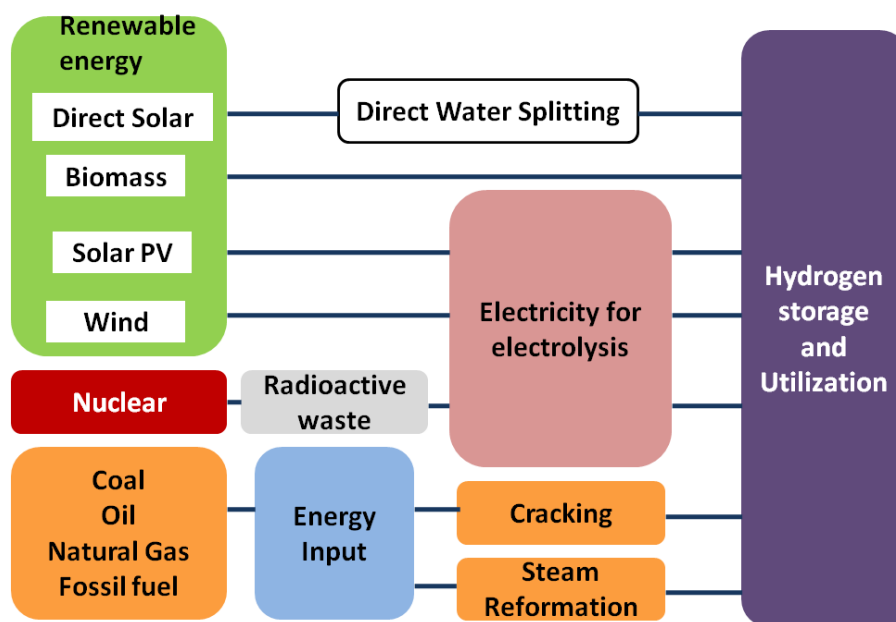 Renewable
energy
Direct Solar
Direct Water Splitting
Biomass
Solar PV
Wind
Electricity for
electrolysis
Hydrogen
storage
and
Utilization
Nuclear
Radioactive
waste
Coal
Oil
Natural Gas
Fossil fuel
Energy
Input
Cracking
Steam
Reformation